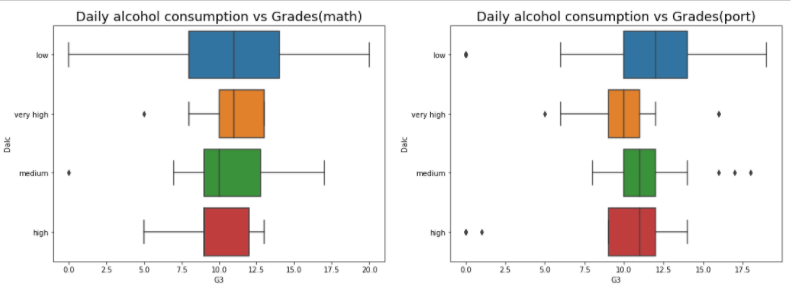 Daily alcohol consumption vs Grades(math)
low
very high
medium
high
Dalc
0.0 2.5 5.0 7.5 10.0 12.5 15.0 17.5 20.0
G3
Daily alcohol consumption vs Grades(port)
low
very high
medium
high
Dalc
0.0 2.5 5.0 7.5 10.0 12.5 15.0 17.5
G3